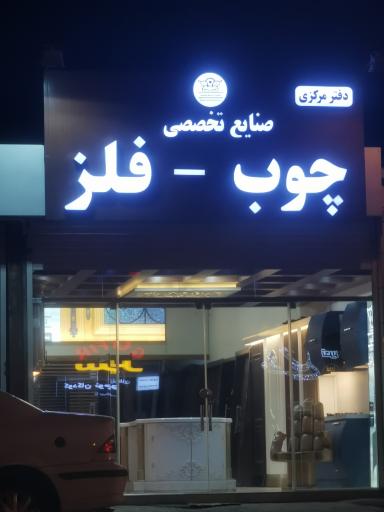 دفتر مرکزی
صنایع تخصصی
چوب - فلز